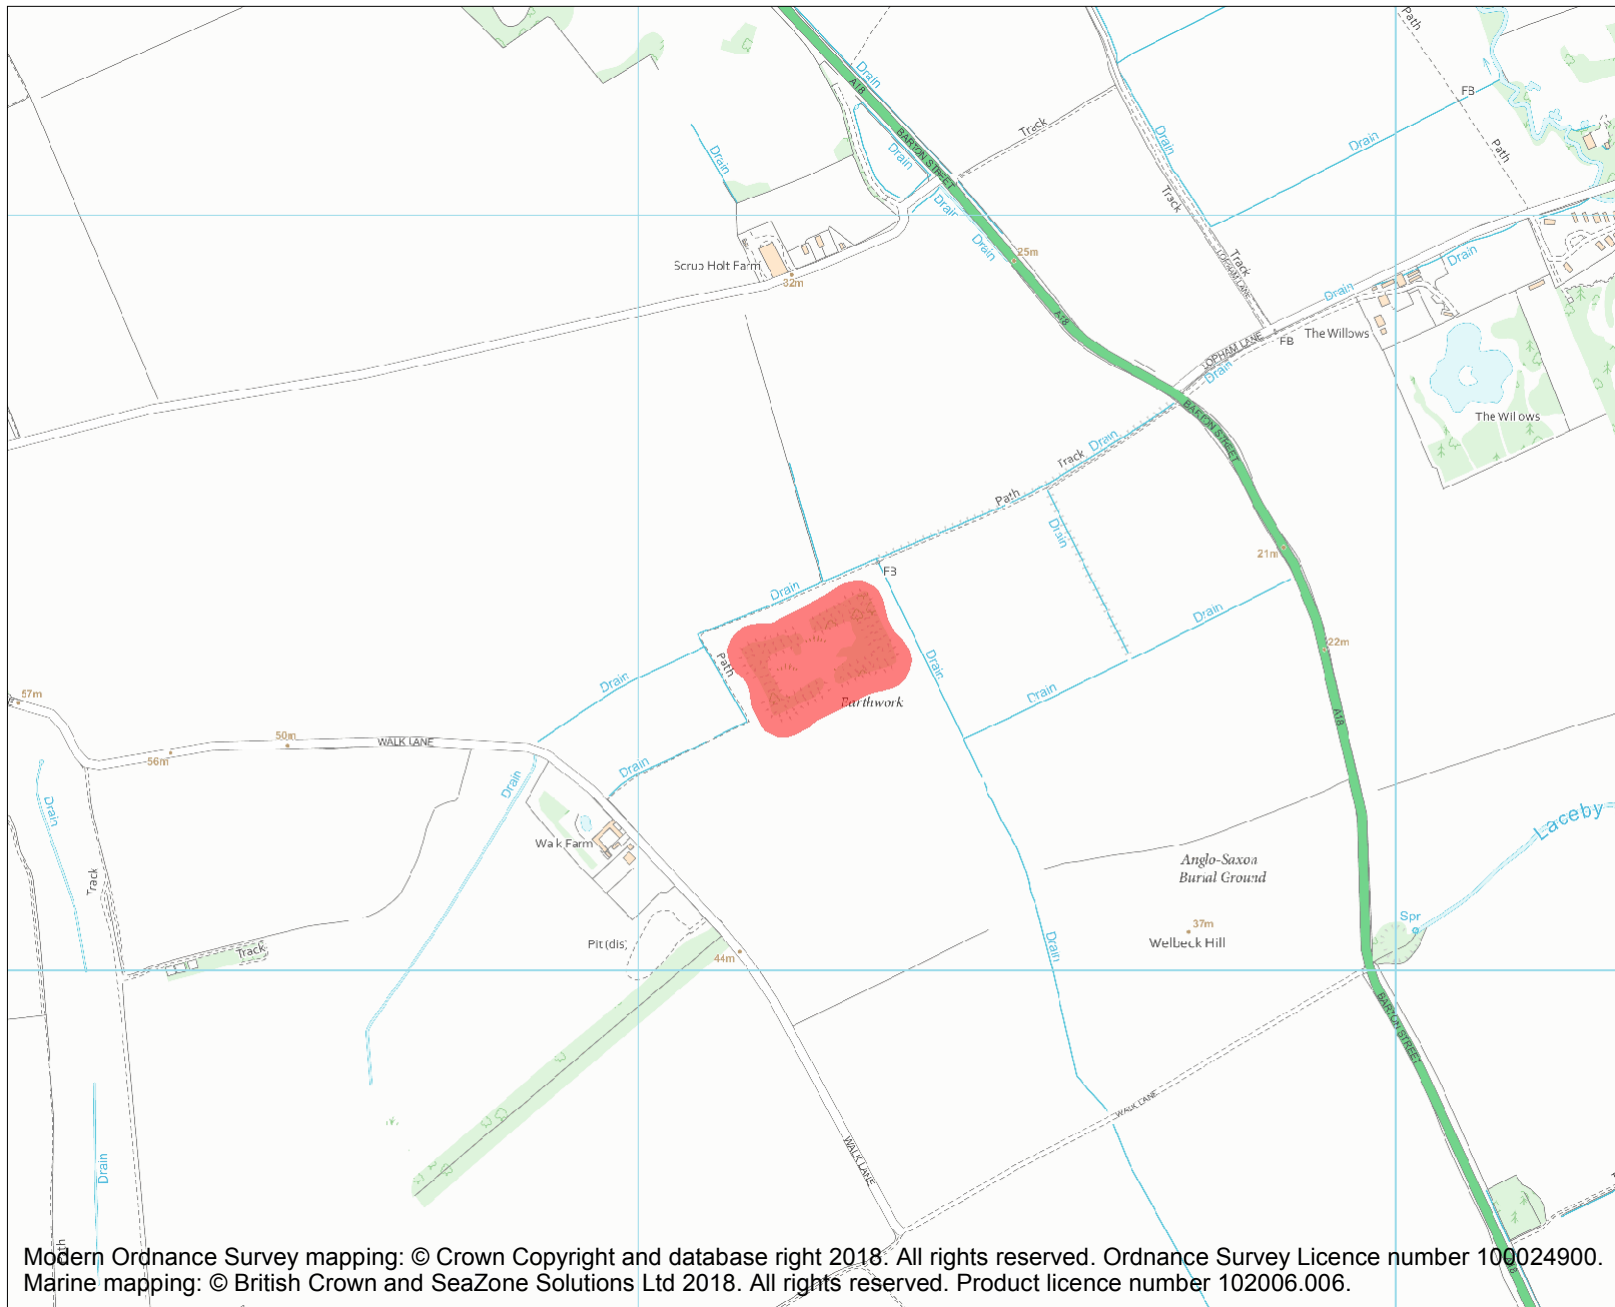 Path
Drain
A18
FB
BARTON STREET
Track
Drain
Drain
Path
Drain
Drain
Track
Drain
Drain
25m
Track
LOPHAM LANE
Drain
Scrub Holt Farm
32m
Drain
A18
The Willows
FB
LOPHAM LANE
Drain
The Willows
BARTON STREET
Drain
Track
Path
Drain
21m
FB
Drain
Drain
22m
Path
Drain
Drain
Drain
57m
Earthwork
A18
50m
WALK LANE
56m
Drain
Drain
Drain
Laceby
Walk Farm
Anglo-Saxon
Burial Ground
Track
Spr
37m
Welbeck Hill
Pit (dis)
Track
44m
Drain
BARTON STREET
WALK LANE
WALK LANE
Drain
Path
A18
Modern Ordnance Survey mapping: © Crown Copyright and database right 2018. All rights reserved. Ordnance Survey Licence number 100024900.
Marine mapping: © British Crown and SeaZone Solutions Ltd 2018. All rights reserved. Product licence number 102006.006.